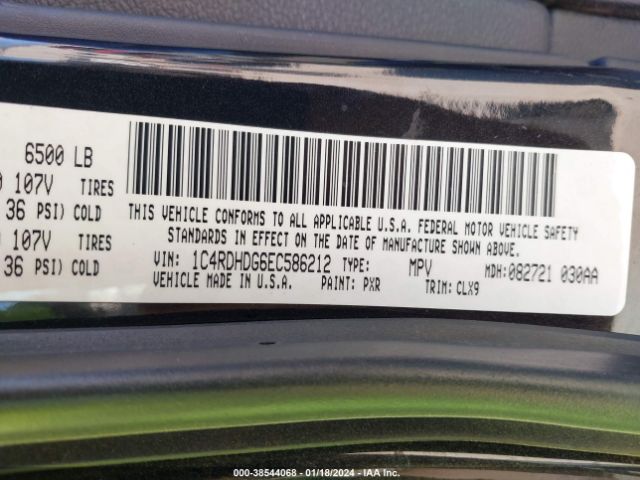 6500 LB
107V TIRES
36 PSI) COLD
107V TIRES
36 PSI) COLD
THIS VEHICLE CONFORMS TO ALL APPLICABLE U.S.A. FEDERAL MOTOR VEHICLE SAFETY
STANDARDS IN EFFECT ON THE DATE OF MANUFACTURE SHOWN ABOVE.
VIN: 1C4RDHDG6EC586212 TYPE: MPV MDH:082721 030AA
VEHICLE MADE IN U.S.A. PAINT: PXR TRIM: CLX9
000-38544068 - 01/18/2024 - IAA Inc.